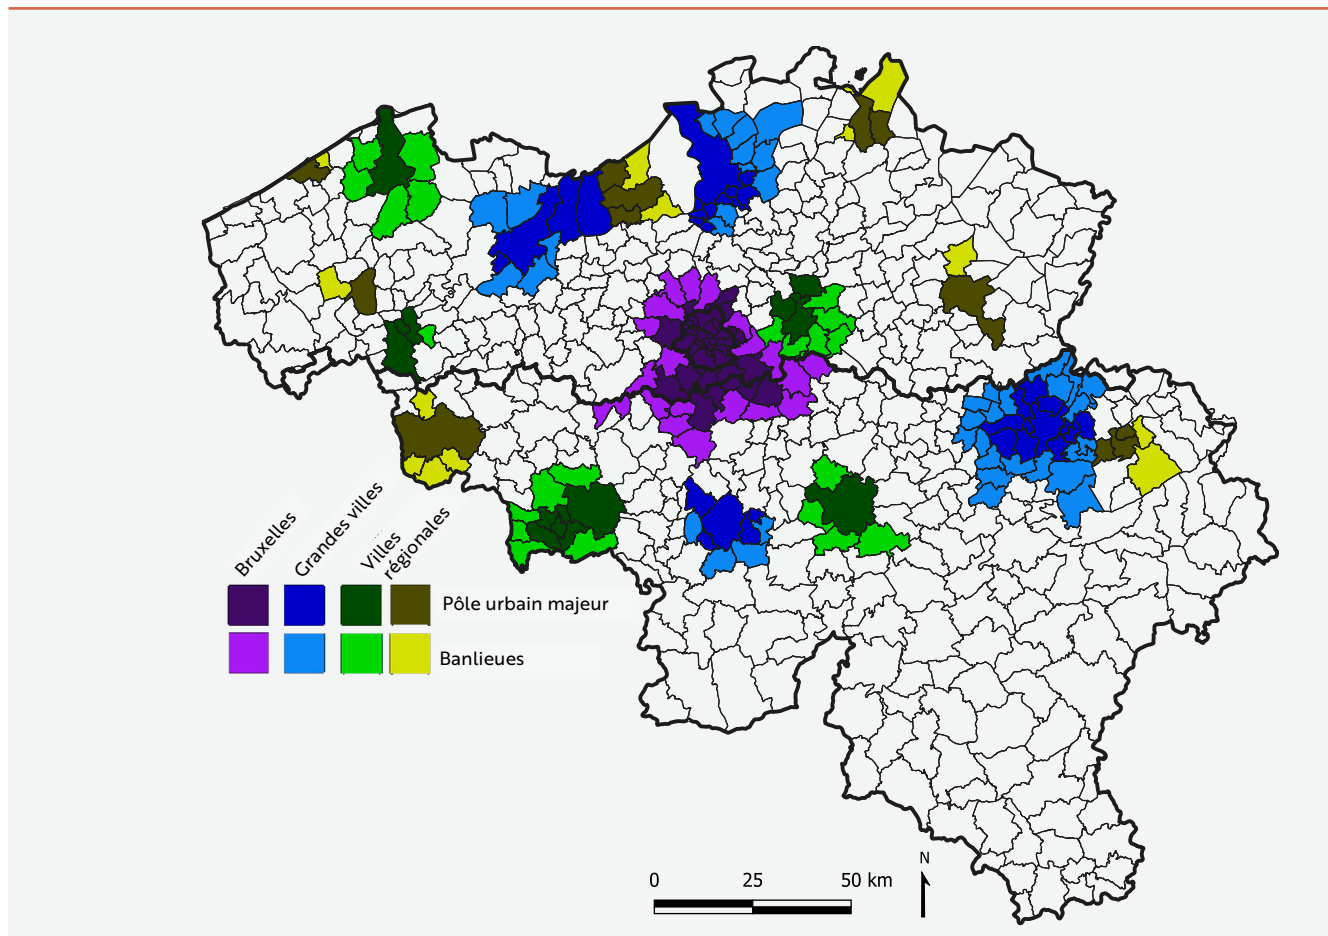 Bruxelles
Grandes villes
Villes
régionales
Pôle urbain majeur
Banlieues
0 25 50 km
N